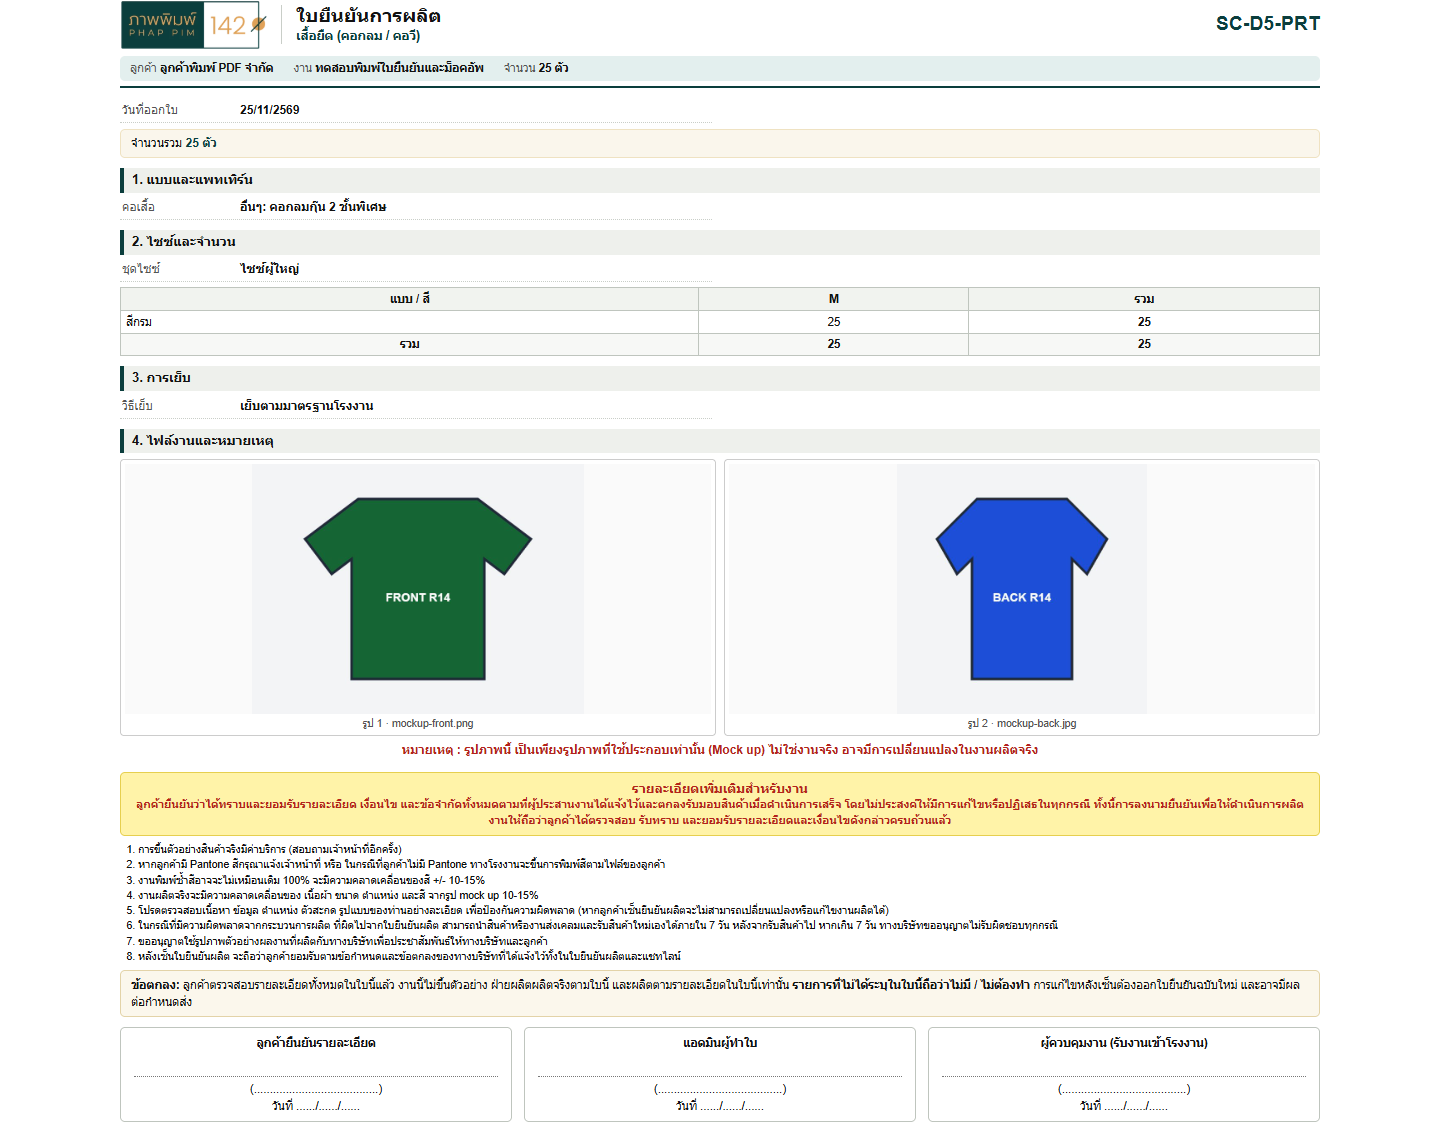 ภาพพิมพ์
PHAP PIM
142
ใบยืนยันการผลิต
เสื้อยืด (คอกลม / คอวี)
SC-D5-PRT
ลูกค้า ลูกค้าพิมพ์ PDF จำกัด งาน ทดสอบพิมพ์ใบยืนยันและม็อคอัพ จำนวน 25 ตัว
วันที่ออกใบ 25/11/2569
จำนวนรวม 25 ตัว
1. แบบและแพทเทิร์น
คอเสื้อ อื่นๆ: คอกลมกุ๊น 2 ชั้นพิเศษ
2. ไซซ์และจำนวน
ชุดไซซ์ ไซซ์ผู้ใหญ่
แบบ / สี M รวม
สีกรม 25 25
รวม 25 25
3. การเย็บ
วิธีเย็บ เย็บตามมาตรฐานโรงงาน
4. ไฟล์งานและหมายเหตุ
FRONT R14
BACK R14
รูป 1 · mockup-front.png
รูป 2 · mockup-back.jpg
หมายเหตุ : รูปภาพนี้ เป็นเพียงรูปภาพที่ใช้ประกอบเท่านั้น (Mock up) ไม่ใช่งานจริง อาจมีการเปลี่ยนแปลงในงานผลิตจริง
รายละเอียดเพิ่มเติมสำหรับงาน
ลูกค้ายืนยันว่าได้ทราบและยอมรับรายละเอียด เงื่อนไข และข้อจำกัดทั้งหมดตามที่ผู้ประสานงานได้แจ้งไว้และตกลงรับมอบสินค้าเมื่อดำเนินการเสร็จ โดยไม่ประสงค์ให้มีการแก้ไขหรือปฏิเสธในทุกกรณี ทั้งนี้การลงนามยืนยันเพื่อให้ดำเนินการผลิต
งานให้ถือว่าลูกค้าได้ตรวจสอบ รับทราบ และยอมรับรายละเอียดและเงื่อนไขดังกล่าวครบถ้วนแล้ว
1. การขึ้นตัวอย่างสินค้าจริงมีค่าบริการ (สอบถามเจ้าหน้าที่อีกครั้ง)
2. หากลูกค้ามี Pantone สีกรุณาแจ้งเจ้าหน้าที่ หรือ ในกรณีที่ลูกค้าไม่มี Pantone ทางโรงงานจะขึ้นการพิมพ์สีตามไฟล์ของลูกค้า
3. งานพิมพ์ซ้ำสีอาจจะไม่เหมือนเดิม 100% จะมีความคลาดเคลื่อนของสี +/- 10-15%
4. งานผลิตจริงจะมีความคลาดเคลื่อนของ เนื้อผ้า ขนาด ตำแหน่ง และสี จากรูป mock up 10-15%
5. โปรดตรวจสอบเนื้อหา ข้อมูล ตำแหน่ง ตัวสะกด รูปแบบของท่านอย่างละเอียด เพื่อป้องกันความผิดพลาด (หากลูกค้าเซ็นยืนยันผลิตจะไม่สามารถเปลี่ยนแปลงหรือแก้ไขงานผลิตได้)
6. ในกรณีที่มีความผิดพลาดจากกระบวนการผลิต ที่ผิดไปจากใบยืนยันผลิต สามารถนำสินค้าหรืองานส่งเคลมและรับสินค้าใหม่เองได้ภายใน 7 วัน หลังจากรับสินค้าไป หากเกิน 7 วัน ทางบริษัทขออนุญาตไม่รับผิดชอบทุกกรณี
7. ขออนุญาตใช้รูปภาพตัวอย่างผลงานที่ผลิตกับทางบริษัทเพื่อประชาสัมพันธ์ให้ทางบริษัทและลูกค้า
8. หลังเซ็นใบยืนยันผลิต จะถือว่าลูกค้ายอมรับตามข้อกำหนดและข้อตกลงของทางบริษัทที่ได้แจ้งไว้ทั้งในใบยืนยันผลิตและแชทไลน์
ข้อตกลง: ลูกค้าตรวจสอบรายละเอียดทั้งหมดในใบนี้แล้ว งานนี้ไม่ขึ้นตัวอย่าง ฝ่ายผลิตผลิตจริงตามใบนี้ และผลิตตามรายละเอียดในใบนี้เท่านั้น รายการที่ไม่ได้ระบุในใบนี้ถือว่าไม่มี / ไม่ต้องทำ การแก้ไขหลังเซ็นต้องออกใบยืนยันฉบับใหม่ และอาจมีผล
ต่อกำหนดส่ง
ลูกค้ายืนยันรายละเอียด
(........................................)
วันที่ ....../....../......
แอดมินผู้ทำใบ
(........................................)
วันที่ ....../....../......
ผู้ควบคุมงาน (รับงานเข้าโรงงาน)
(........................................)
วันที่ ....../....../......